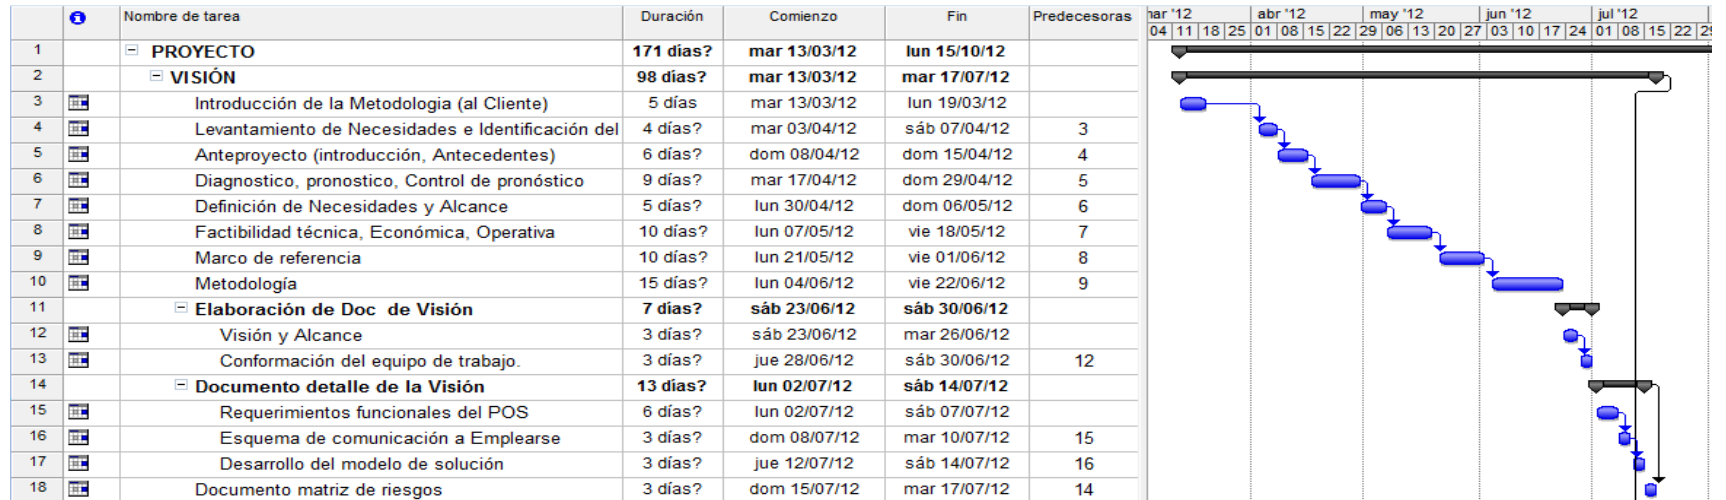 Nombre de tarea Duración Comienzo Fin Predecesoras
1 PROYECTO 171 días? mar 13/03/12 lun 15/10/12
2 VISIÓN 98 días? mar 13/03/12 mar 17/07/12
3 Introducción de la Metodologia (al Cliente) 5 días mar 13/03/12 lun 19/03/12
4 Levantamiento de Necesidades e Identificación del 4 días? mar 03/04/12 sáb 07/04/12 3
5 Anteproyecto (introducción, Antecedentes) 6 días? dom 08/04/12 dom 15/04/12 4
6 Diagnostico, pronostico, Control de pronóstico 9 días? mar 17/04/12 dom 29/04/12 5
7 Definición de Necesidades y Alcance 5 días? lun 30/04/12 dom 06/05/12 6
8 Factibilidad técnica, Económica, Operativa 10 días? lun 07/05/12 vie 18/05/12 7
9 Marco de referencia 10 días? lun 21/05/12 vie 01/06/12 8
10 Metodología 15 días? lun 04/06/12 vie 22/06/12 9
11 Elaboración de Doc de Visión 7 días? sáb 23/06/12 sáb 30/06/12
12 Visión y Alcance 3 días? sáb 23/06/12 mar 26/06/12
13 Conformación del equipo de trabajo. 3 días? jue 28/06/12 sáb 30/06/12 12
14 Documento detalle de la Visión 13 días? lun 02/07/12 sáb 14/07/12
15 Requerimientos funcionales del POS 6 días? lun 02/07/12 sáb 07/07/12
16 Esquema de comunicación a Emplearse 3 días? dom 08/07/12 mar 10/07/12 15
17 Desarrollo del modelo de solución 3 días? jue 12/07/12 sáb 14/07/12 16
18 Documento matriz de riesgos 3 días? dom 15/07/12 mar 17/07/12 14
mar '12 abr '12 may '12 jun '12 jul '12
04 11 18 25 01 08 15 22 29 06 13 20 27 03 10 17 24 01 08 15 22 29